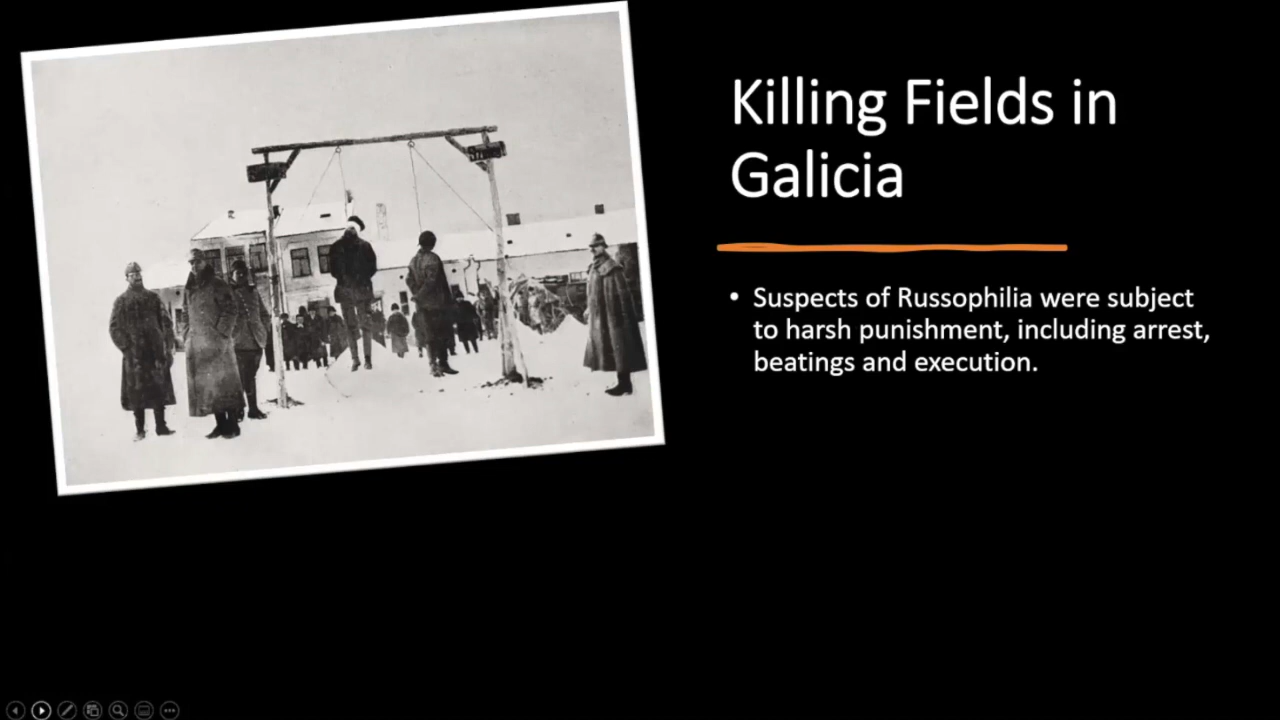 Killing Fields in
Galicia
• Suspects of Russophilia were subject
to harsh punishment, including arrest,
beatings and execution.